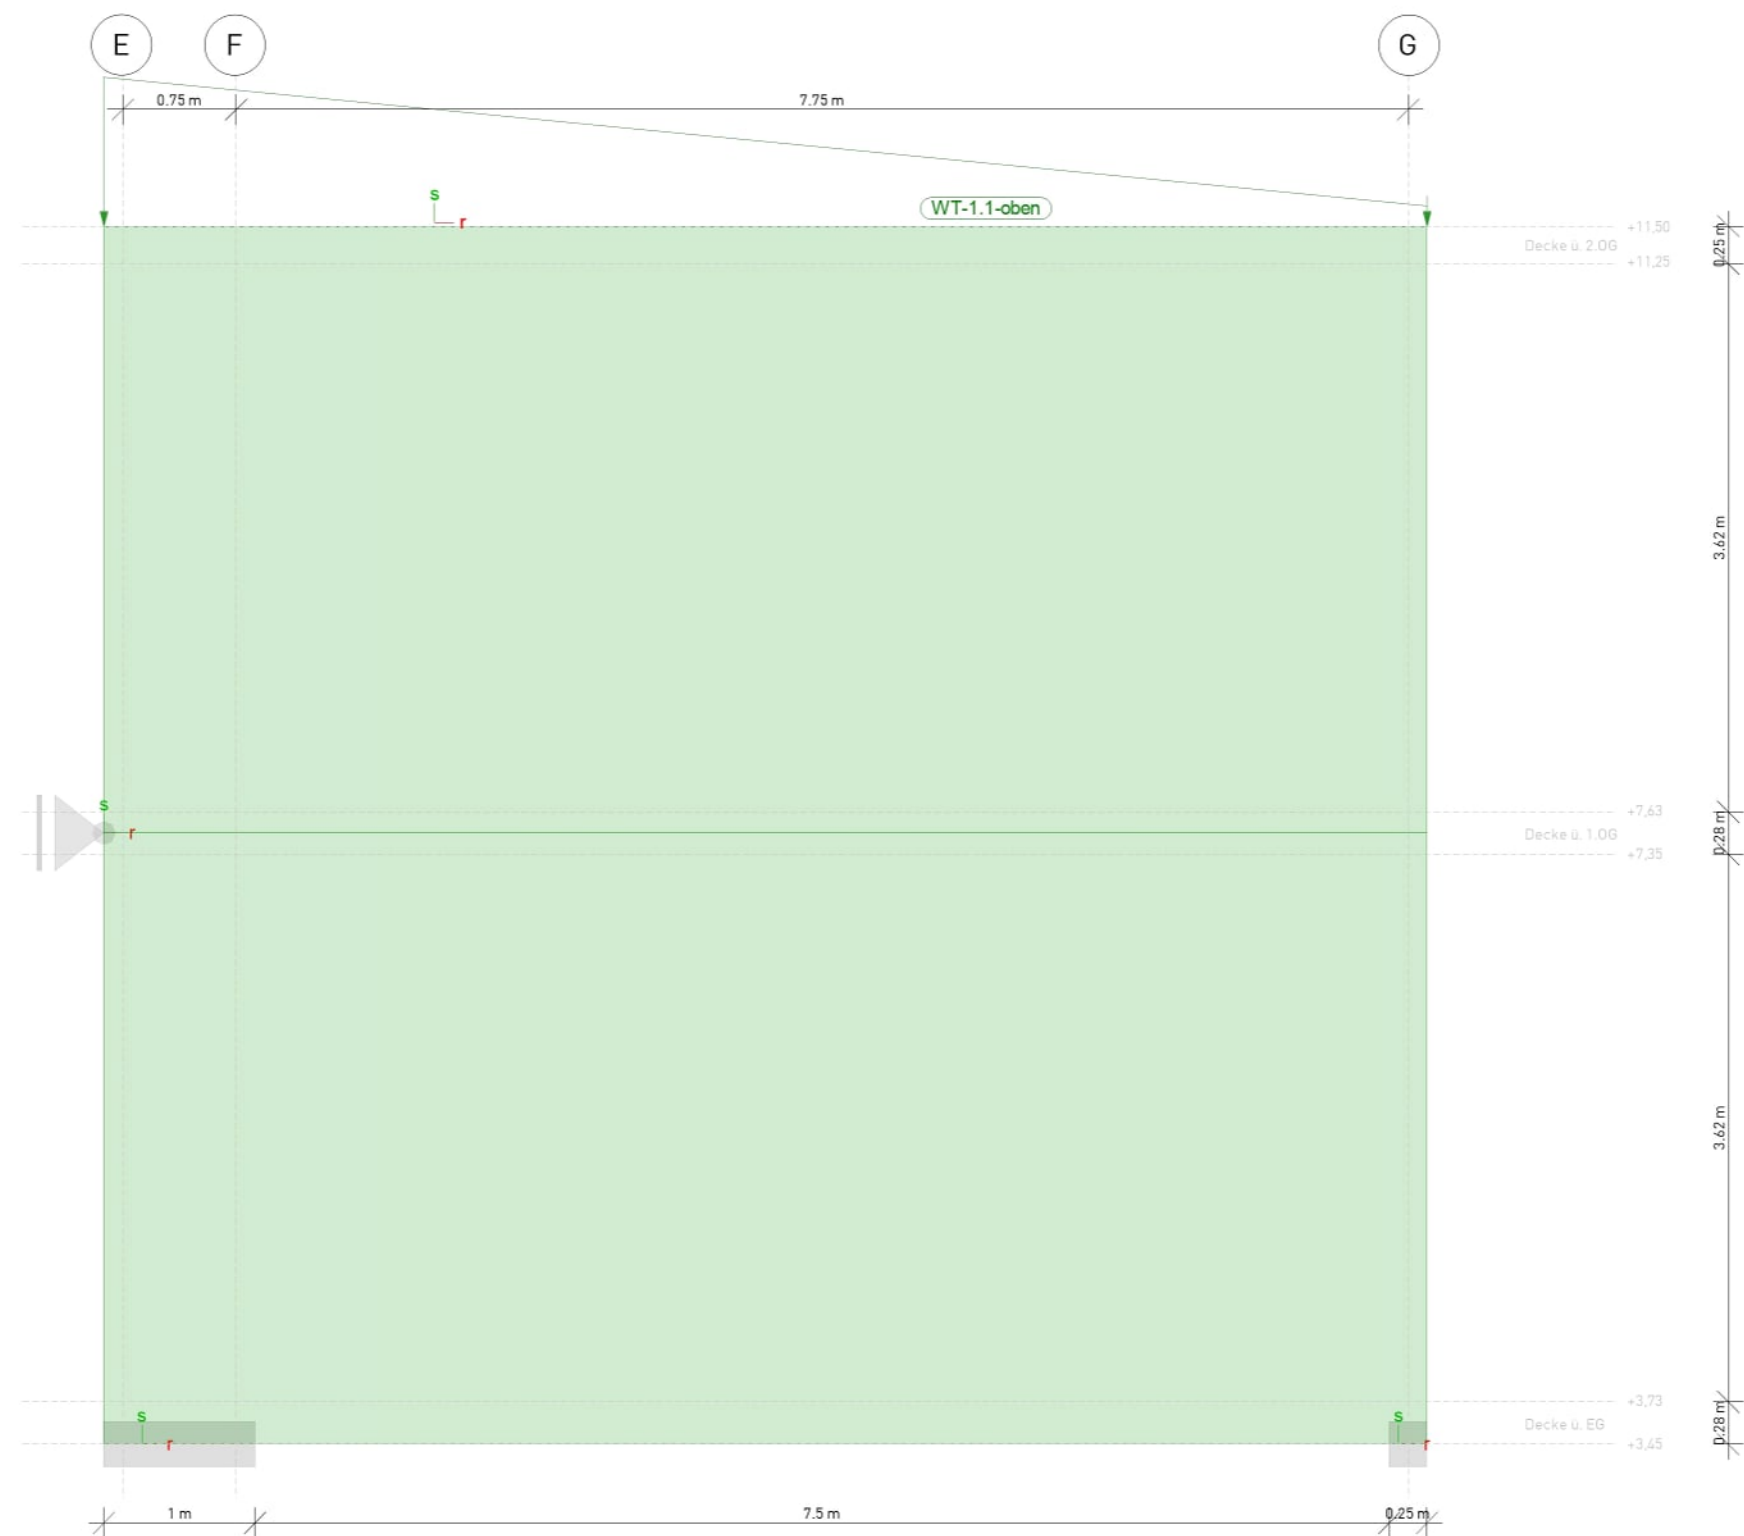 E F G
0.75 m 7.75 m
s
r
WT-1.1-oben
+11,50
Decke ü. 2.OG
+11,25
0.25 m
3.62 m
s
r
+7,63
Decke ü. 1.OG
+7,35
0.28 m
3.62 m
+3,73
s s
Decke ü. EG
r r
+3,45
0.28 m
1 m 7.5 m 0.25 m